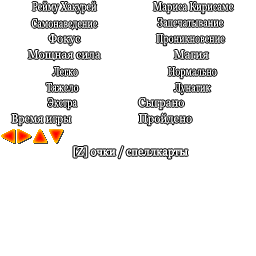 Рейму Хакурей Мариса Кирисаме
Самонаведение Запечатывание
Фокус Проникновение
Мощная сила Магия
Легко Нормально
Тяжело Лунатик
Экстра Сыграно
Время игры Пройдено
[Z] очки / спеллкарты